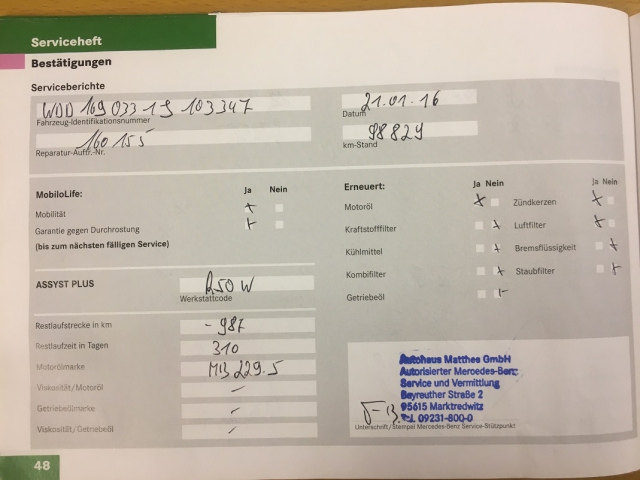 Serviceheft
Bestätigungen
Serviceberichte
WDD 169 033 1J 103347
Fahrzeug-Identifikationsnummer
21.01.16
Datum
160155
Reparatur-Auftr.-Nr.
98829
km-Stand
MobiloLife:
Ja Nein
Mobilität
Garantie gegen Durchrostung
(bis zum nächsten fälligen Service)
Erneuert:
Ja Nein
Ja Nein
Motoröl
Zündkerzen
Kraftstofffilter
Luftfilter
Kühlmittel
Bremsflüssigkeit
Kombifilter
Staubfilter
Getriebeöl
ASSYST PLUS
Werkstattcode
Restlaufstrecke in km
- 987
Restlaufzeit in Tagen
310
Motorölmarke
MB 229.5
Viskosität/Motoröl
-
Getriebeölmarke
-
Viskosität/Getriebeöl
-
Autohaus Matthes GmbH
Autorisierter Mercedes-Benz
Service und Vermittlung
Bayreuther Straße 2
95615 Marktredwitz
Tel. 09231-800-0
Unterschrift/Stempel Mercedes-Benz Service-Stützpunkt
48